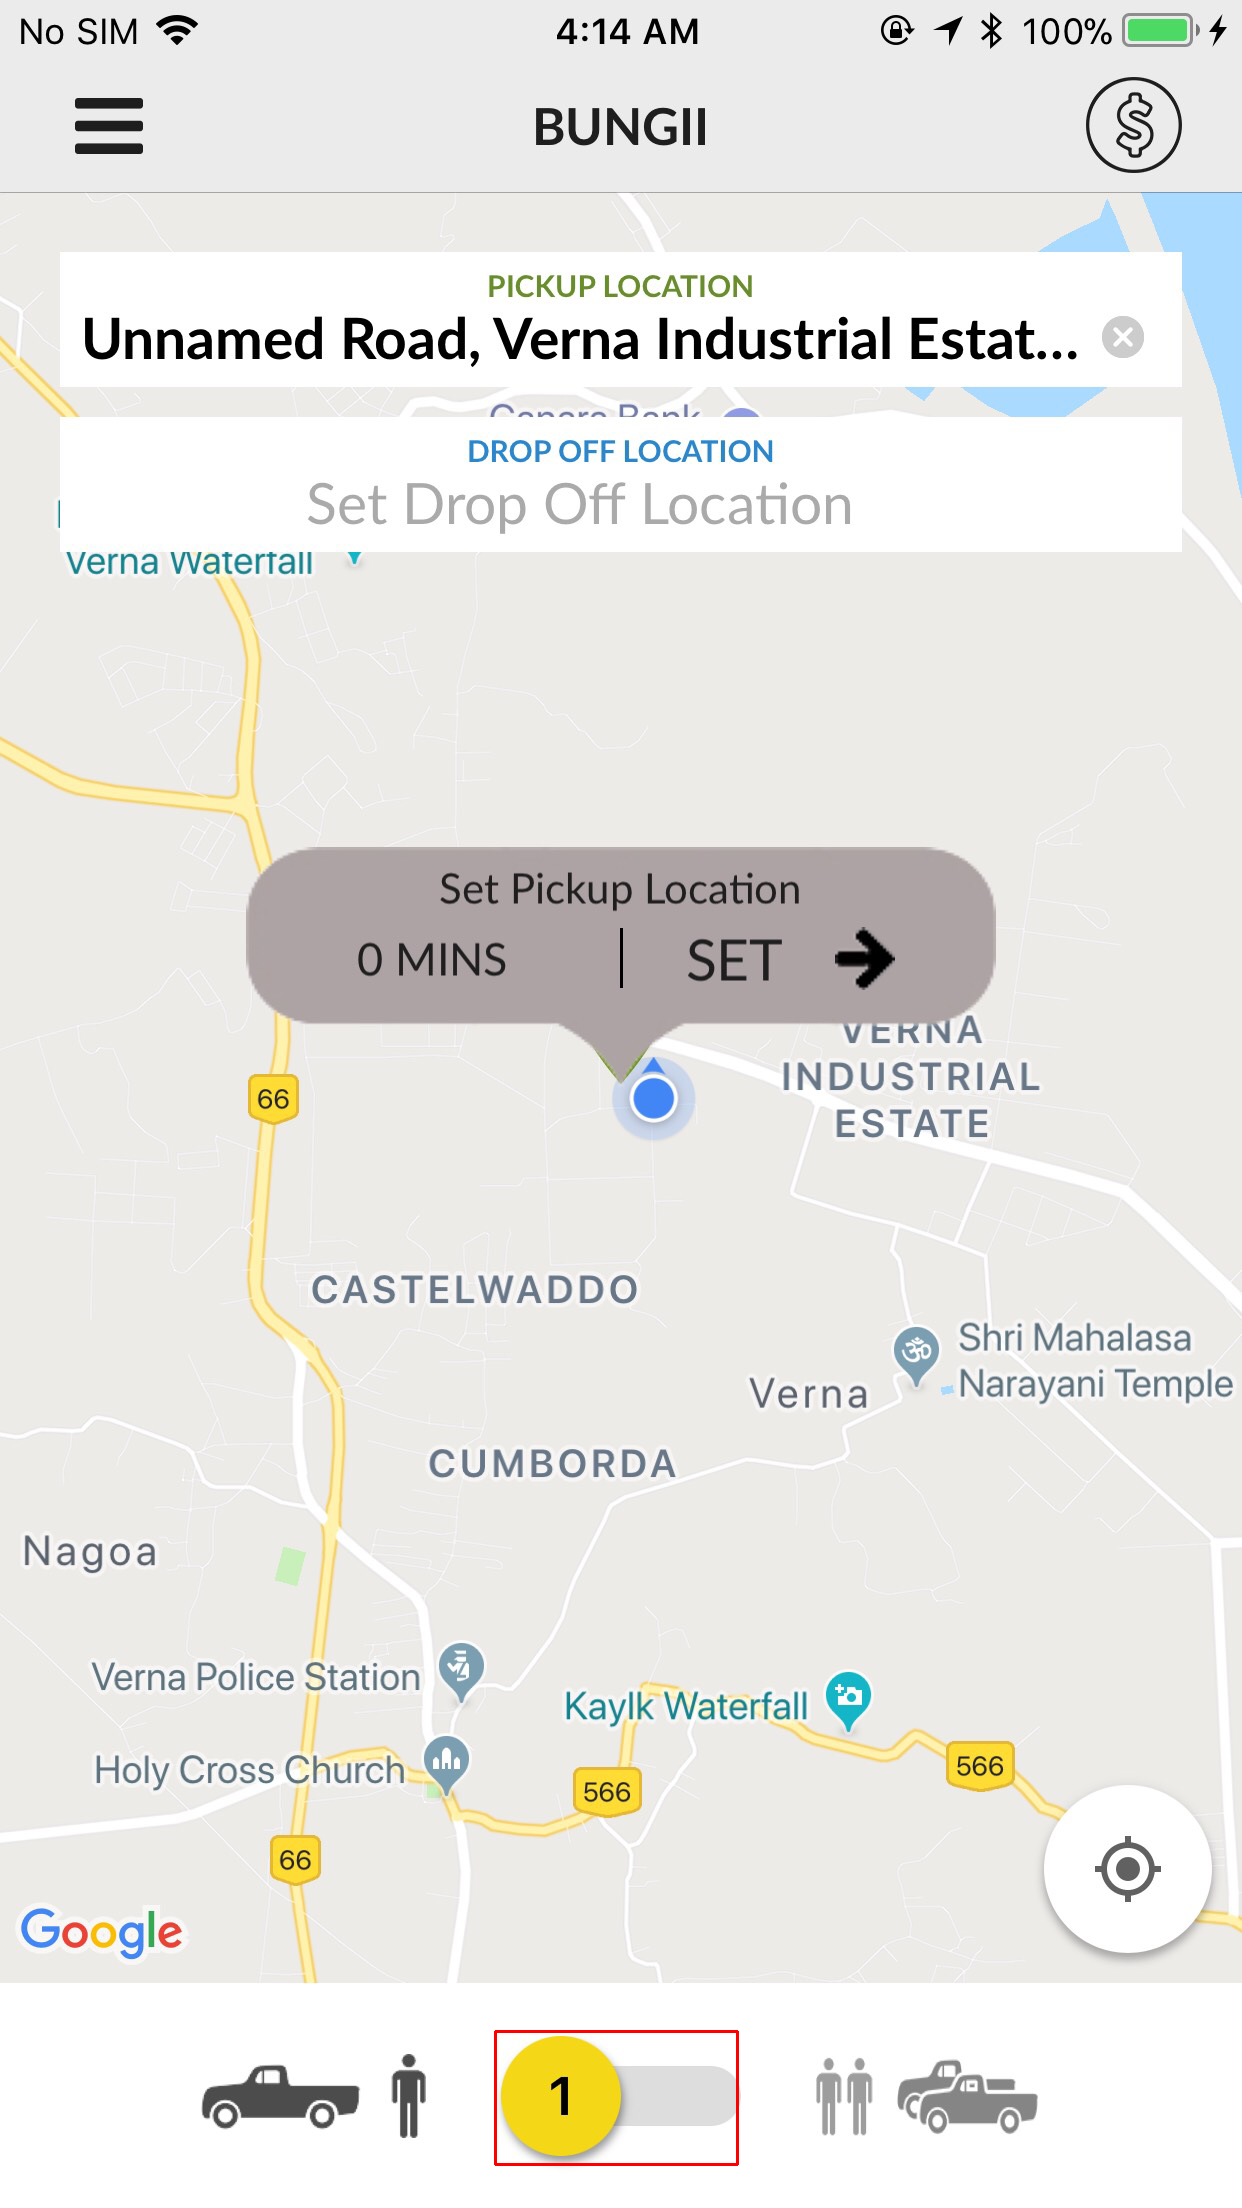 No SIM
4:14 AM
100%
BUNGII
$
PICKUP LOCATION
Unnamed Road, Verna Industrial Estat...
Canara Bank
DROP OFF LOCATION
Set Drop Off Location
Verna Waterfall
Set Pickup Location
0 MINS
SET
VERNA
INDUSTRIAL
ESTATE
66
CASTELWADDO
Shri Mahalasa
Narayani Temple
Verna
CUMBORDA
Nagoa
Verna Police Station
Kaylk Waterfall
Holy Cross Church
566
566
66
Google
1